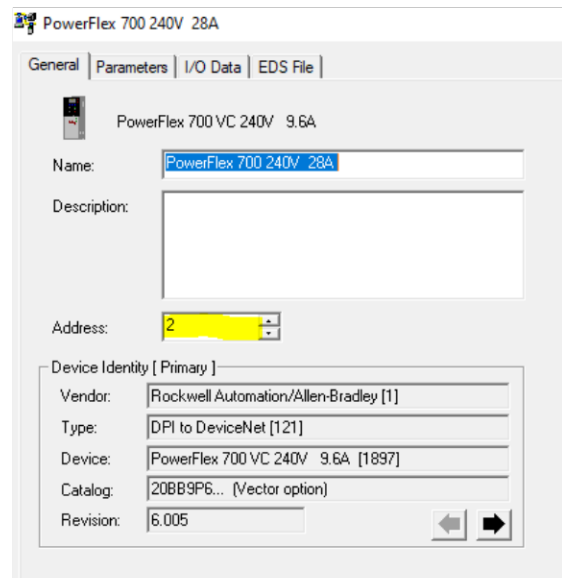 PowerFlex 700 240V  28A
General Parameters I/O Data EDS File
PowerFlex 700 VC 240V   9.6A
Name: PowerFlex 700 240V  28A
Description:
Address: 2
Device Identity [ Primary ]
Vendor: Rockwell Automation/Allen-Bradley [1]
Type: DPI to DeviceNet [121]
Device: PowerFlex 700 VC 240V   9.6A  [1897]
Catalog: 20BB9P6...  (Vector option)
Revision: 6.005